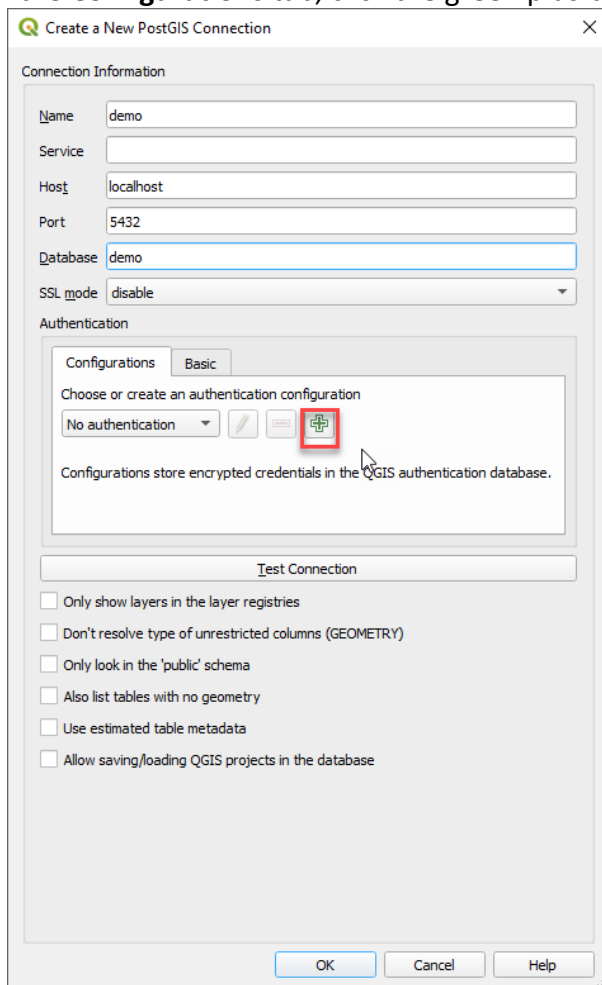 Create a New PostGIS Connection
Connection Information
Name demo
Service
Host localhost
Port 5432
Database demo
SSL mode disable
Authentication
Configurations Basic
Choose or create an authentication configuration
No authentication
Configurations store encrypted credentials in the QGIS authentication database.
Test Connection
Only show layers in the layer registries
Don't resolve type of unrestricted columns (GEOMETRY)
Only look in the 'public' schema
Also list tables with no geometry
Use estimated table metadata
Allow saving/loading QGIS projects in the database
OK Cancel Help